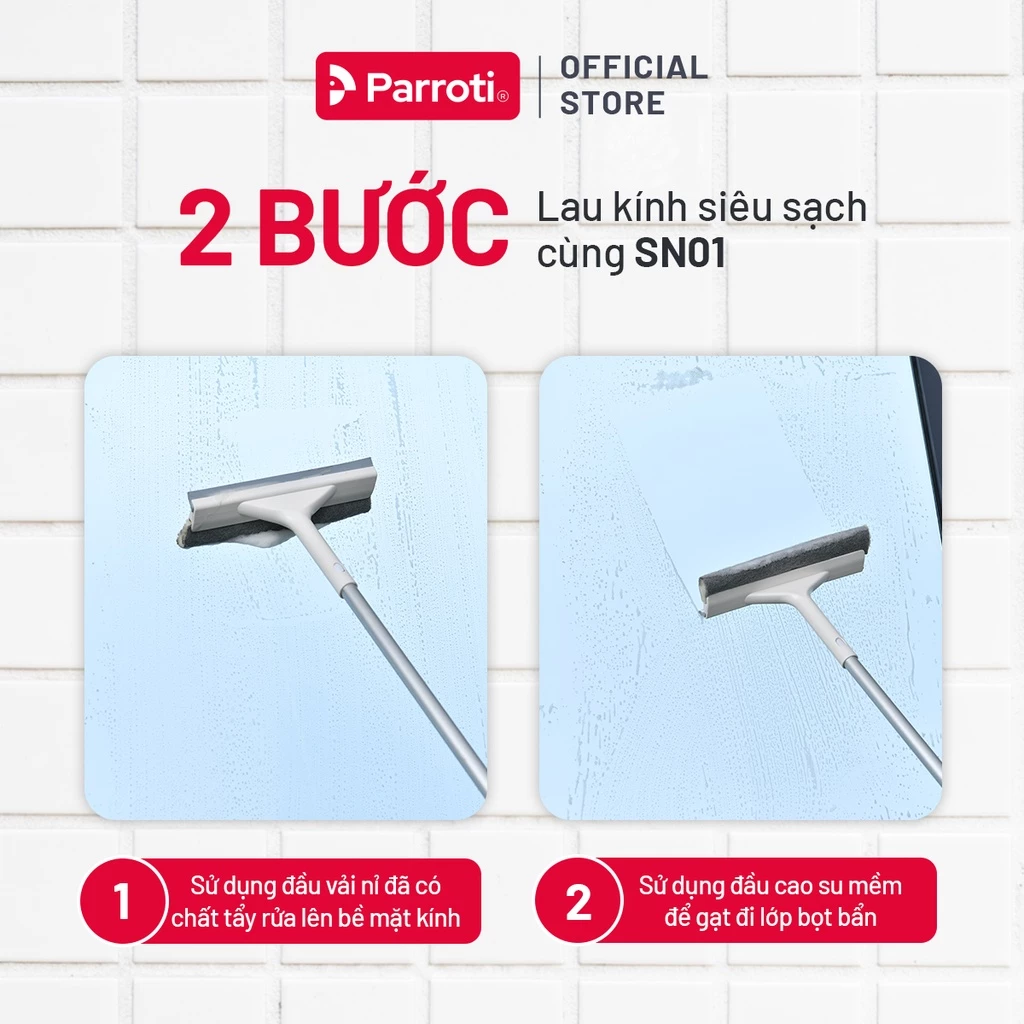 Parroti®
OFFICIAL
STORE
2 BƯỚC
Lau kính siêu sạch
cùng SN01
1
Sử dụng đầu vải nỉ đã có
chất tẩy rửa lên bề mặt kính
2
Sử dụng đầu cao su mềm
để gạt đi lớp bọt bẩn